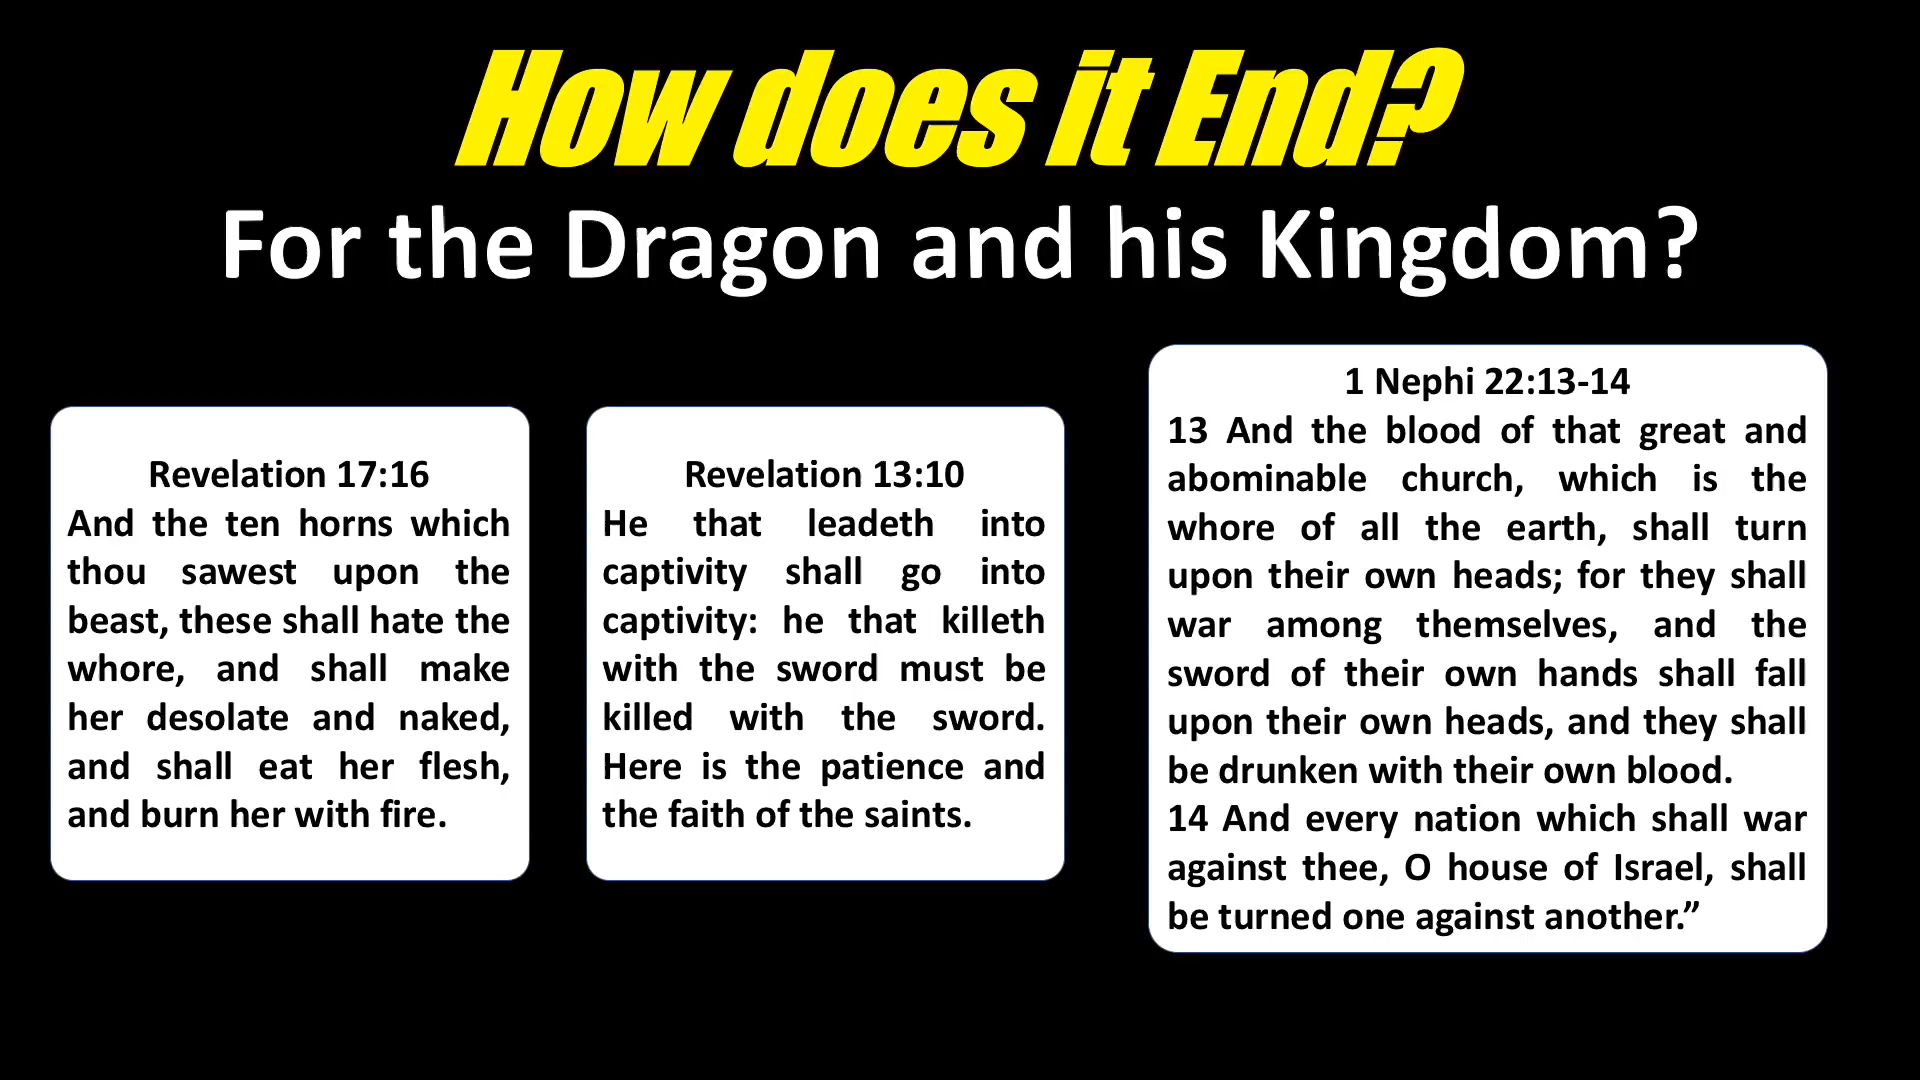 How does it End?
For the Dragon and his Kingdom?
Revelation 17:16
And the ten horns which
thou sawest upon the
beast, these shall hate the
whore, and shall make
her desolate and naked,
and shall eat her flesh,
and burn her with fire.
Revelation 13:10
He that leadeth into
captivity shall go into
captivity: he that killeth
with the sword must be
killed with the sword.
Here is the patience and
the faith of the saints.
1 Nephi 22:13-14
13 And the blood of that great and
abominable church, which is the
whore of all the earth, shall turn
upon their own heads; for they shall
war among themselves, and the
sword of their own hands shall fall
upon their own heads, and they shall
be drunken with their own blood.
14 And every nation which shall war
against thee, O house of Israel, shall
be turned one against another.”